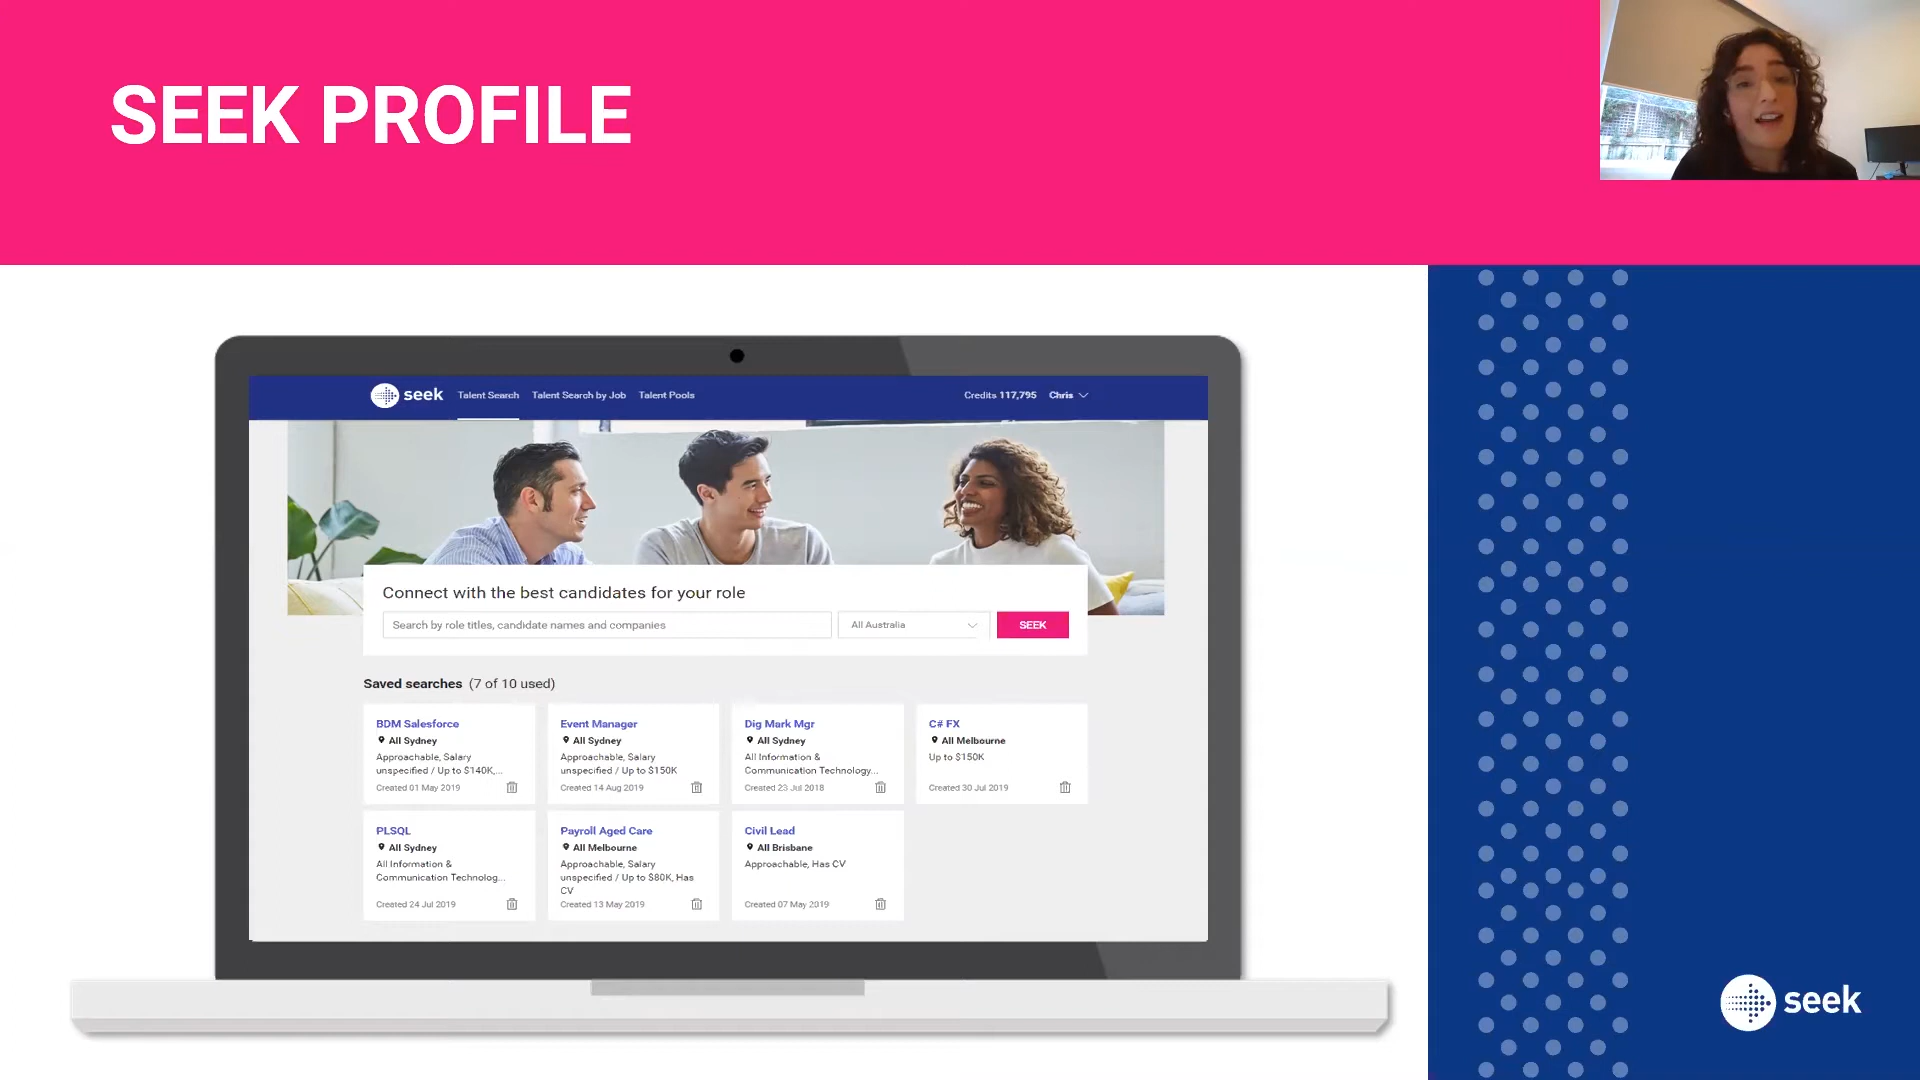 SEEK PROFILE
seek
Talent Search
Talent Search by Job
Talent Pools
Credits 117,795
Chris
Connect with the best candidates for your role
Search by role titles, candidate names and companies
All Australia
SEEK
Saved searches (7 of 10 used)
BDM Salesforce
All Sydney
Approachable, Salary
unspecified / Up to $140K,...
Created 01 May 2019
Event Manager
All Sydney
Approachable, Salary
unspecified / Up to $150K
Created 14 Aug 2019
Dig Mark Mgr
All Sydney
All Information &
Communication Technology...
Created 23 Jul 2018
C# FX
All Melbourne
Up to $150K
Created 30 Jul 2019
PLSQL
All Sydney
All Information &
Communication Technolog...
Created 24 Jul 2019
Payroll Aged Care
All Melbourne
Approachable, Salary
unspecified / Up to $80K, Has
CV
Created 13 May 2019
Civil Lead
All Brisbane
Approachable, Has CV
Created 07 May 2019
seek